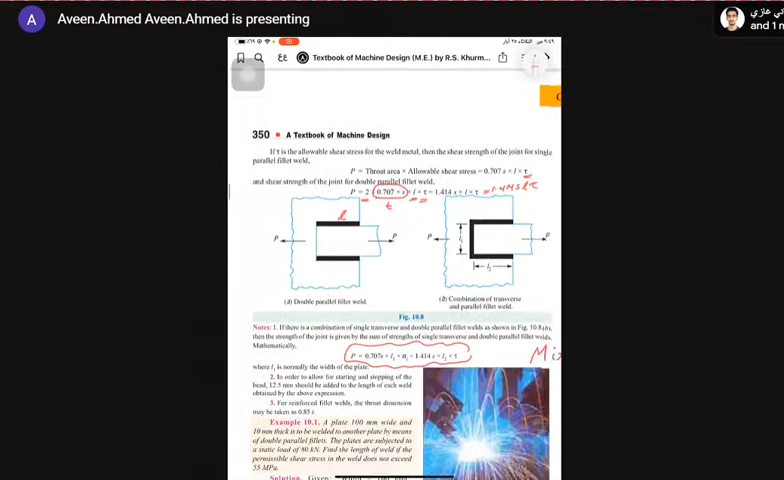 A Aveen.Ahmed Aveen.Ahmed is presenting
and 1 n
Textbook of Machine Design (M.E.) by R.S. Khurm...
350 ■ A Textbook of Machine Design
If τ is the allowable shear stress for the weld metal, then the shear strength of the joint for single
parallel fillet weld,
P = Throat area × Allowable shear stress = 0.707 s × l × τ
and shear strength of the joint for double parallel fillet weld,
P = 2 × 0.707 × s × l × τ = 1.414 s × l × τ = 1.414 s l τ
t
l
P
P
P
P
l₁
l₂
(a) Double parallel fillet weld.
(b) Combination of transverse
and parallel fillet weld.
Fig. 10.8
Notes: 1. If there is a combination of single transverse and double parallel fillet welds as shown in Fig. 10.8 (b),
then the strength of the joint is given by the sum of strengths of single transverse and double parallel fillet welds.
Mathematically,
P = 0.707s × l₁ × σₜ + 1.414 s × l₂ × τ
where l₁ is normally the width of the plate.
2. In order to allow for starting and stopping of the
bead, 12.5 mm should be added to the length of each weld
obtained by the above expression.
3. For reinforced fillet welds, the throat dimension
may be taken as 0.85 t.
Example 10.1. A plate 100 mm wide and
10 mm thick is to be welded to another plate by means
of double parallel fillets. The plates are subjected to
a static load of 80 kN. Find the length of weld if the
permissible shear stress in the weld does not exceed
55 MPa.
Solution. Given: